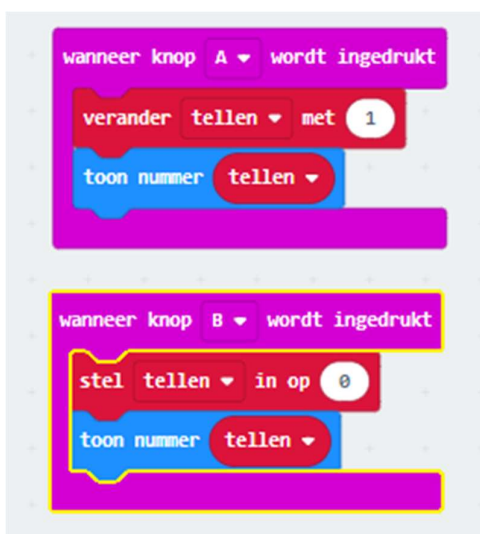 wanneer knop A wordt ingedrukt
verander tellen met 1
toon nummer tellen
wanneer knop B wordt ingedrukt
stel tellen in op 0
toon nummer tellen